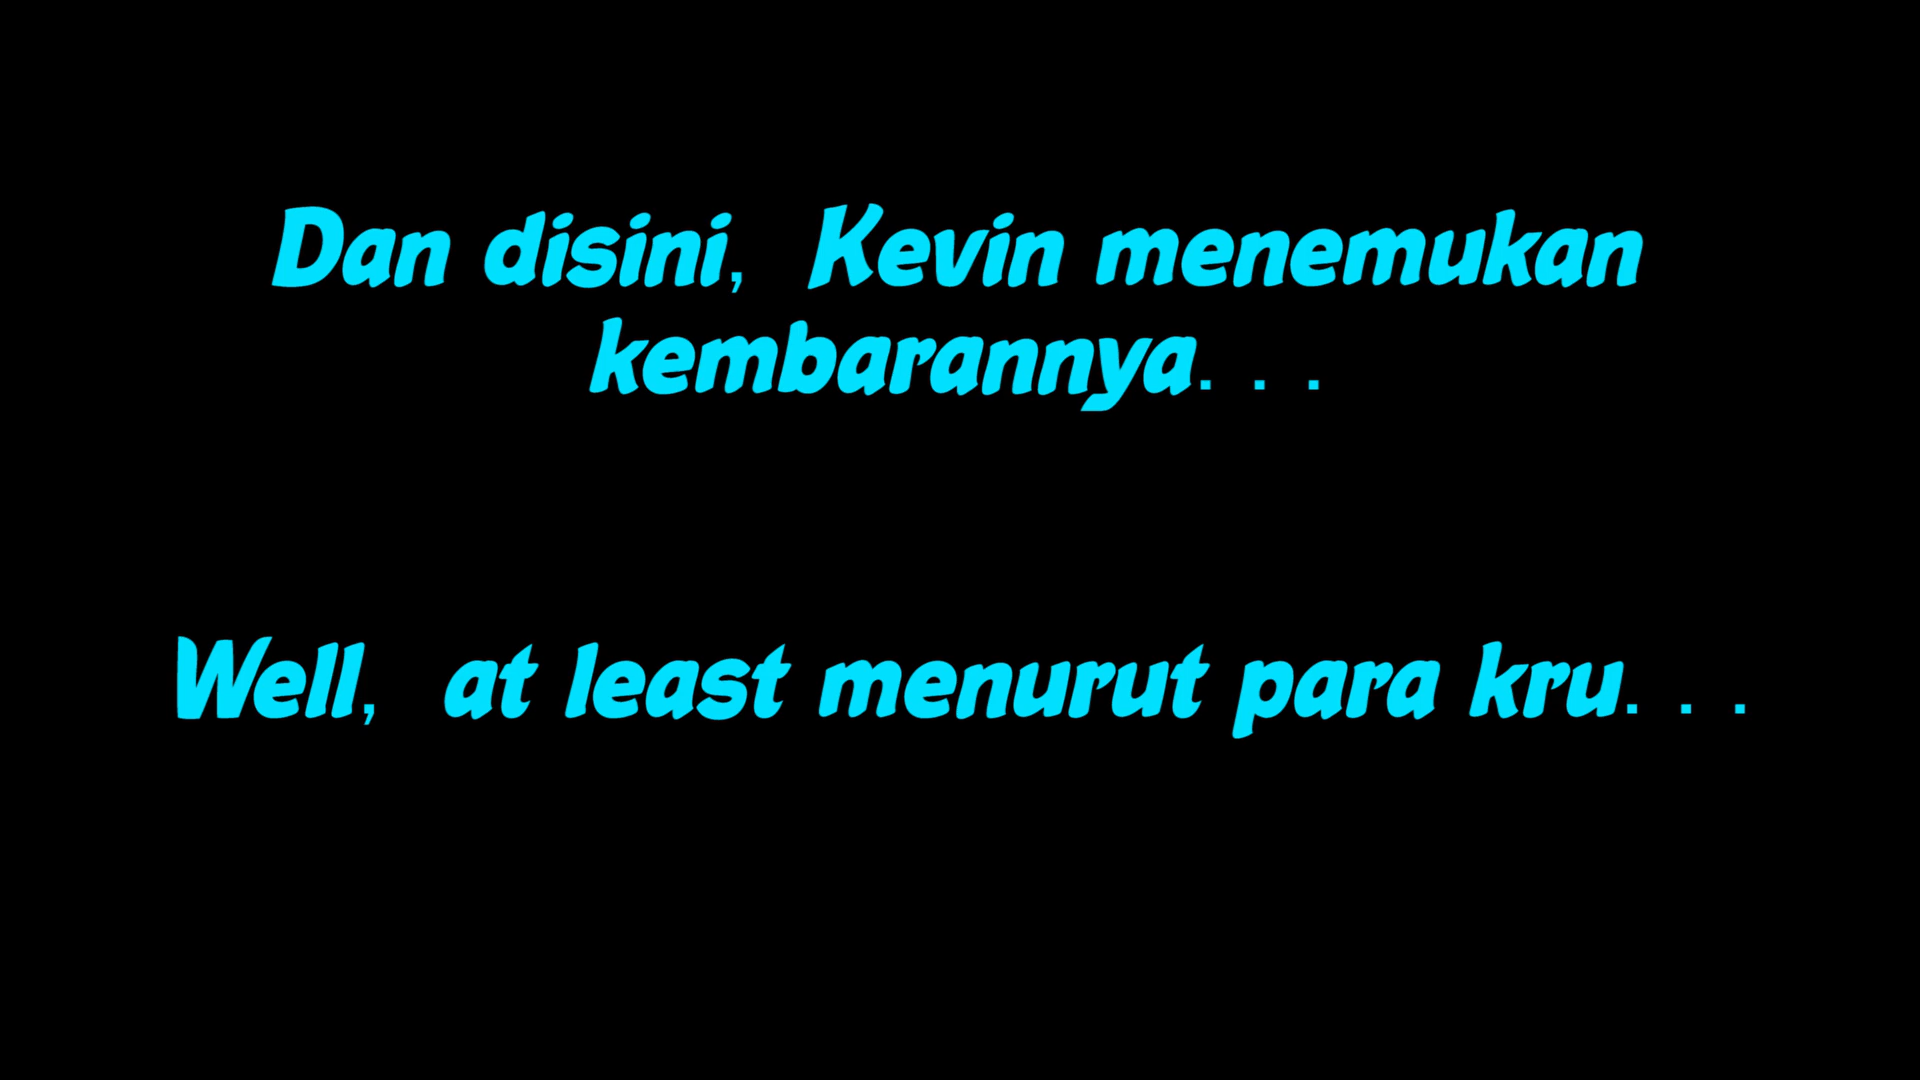 Dan disini, Kevin menemukan
kembarannya. . .
Well, at least menurut para kru. . .